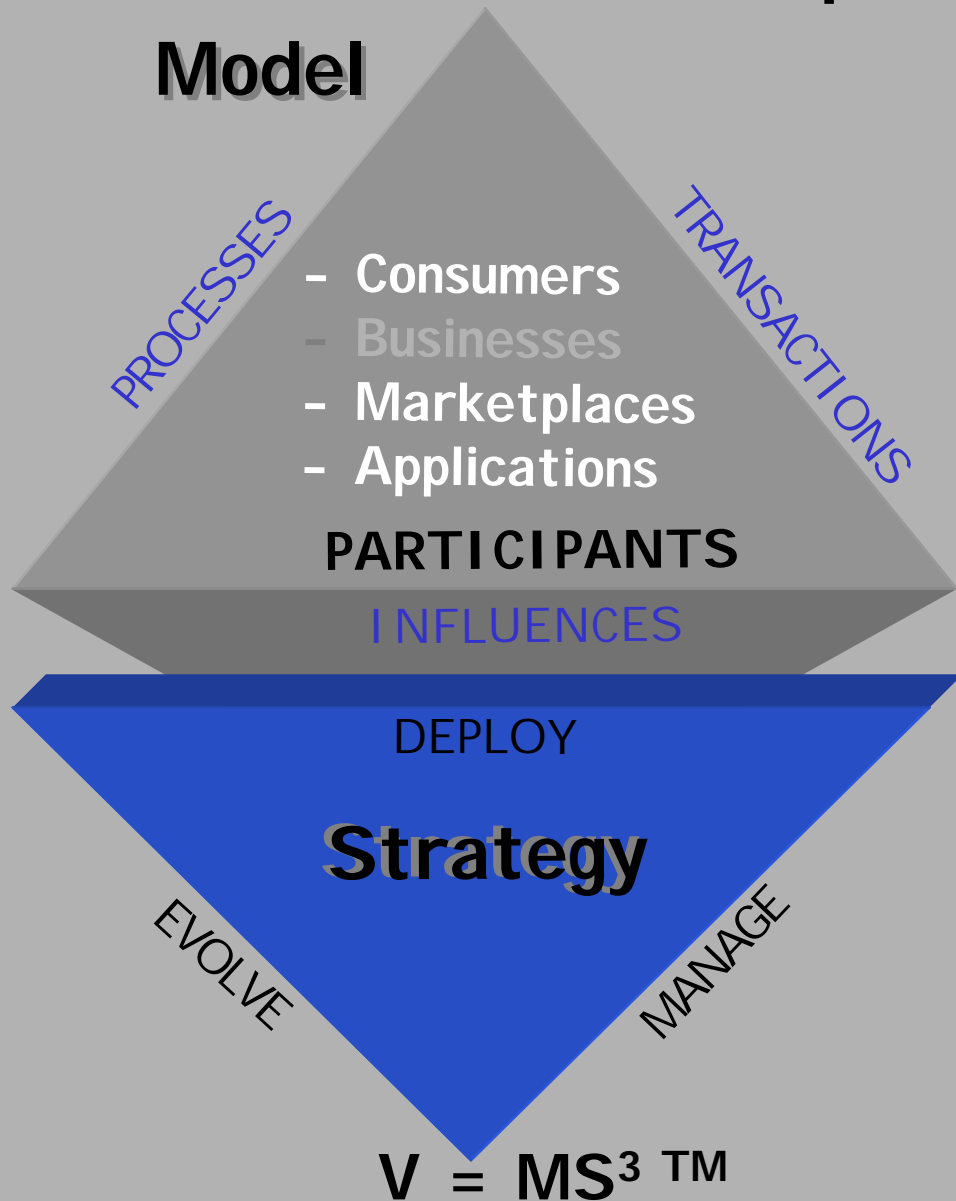 Model
PROCESSES
TRANSACTIONS
- Consumers
- Businesses
- Marketplaces
- Applications
PARTICIPANTS
INFLUENCES
DEPLOY
Strategy
EVOLVE
MANAGE
V = MS³ ™